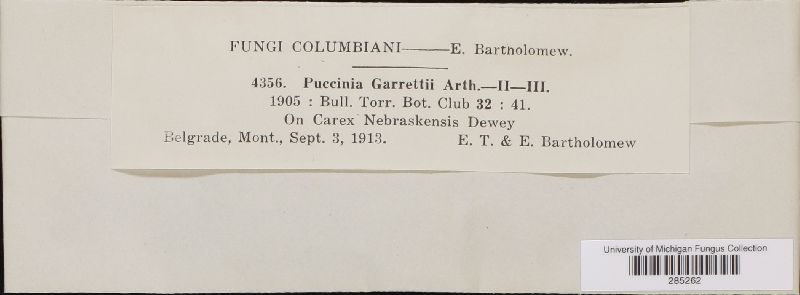 FUNGI COLUMBIANI——E. Bartholomew.
4356. Puccinia Garrettii Arth.—II—III.
1905 : Bull. Torr. Bot. Club 32 : 41.
On Carex Nebraskensis Dewey
Belgrade, Mont., Sept. 3, 1913. E. T. & E. Bartholomew
University of Michigan Fungus Collection
285262